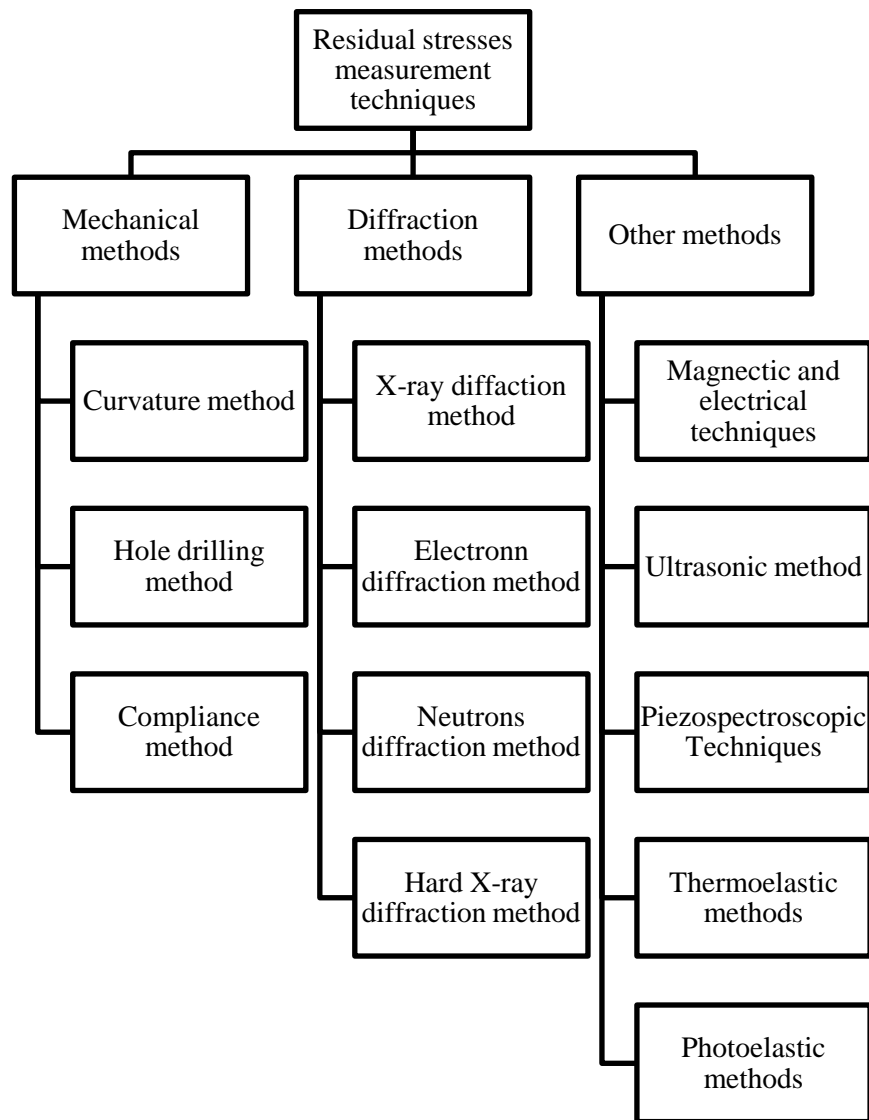 Residual stresses
measurement
techniques
Mechanical
methods
Diffraction
methods
Other methods
Curvature method
Hole drilling
method
Compliance
method
X-ray diffaction
method
Electronn
diffraction method
Neutrons
diffraction method
Hard X-ray
diffraction method
Magnectic and
electrical
techniques
Ultrasonic method
Piezospectroscopic
Techniques
Thermoelastic
methods
Photoelastic
methods